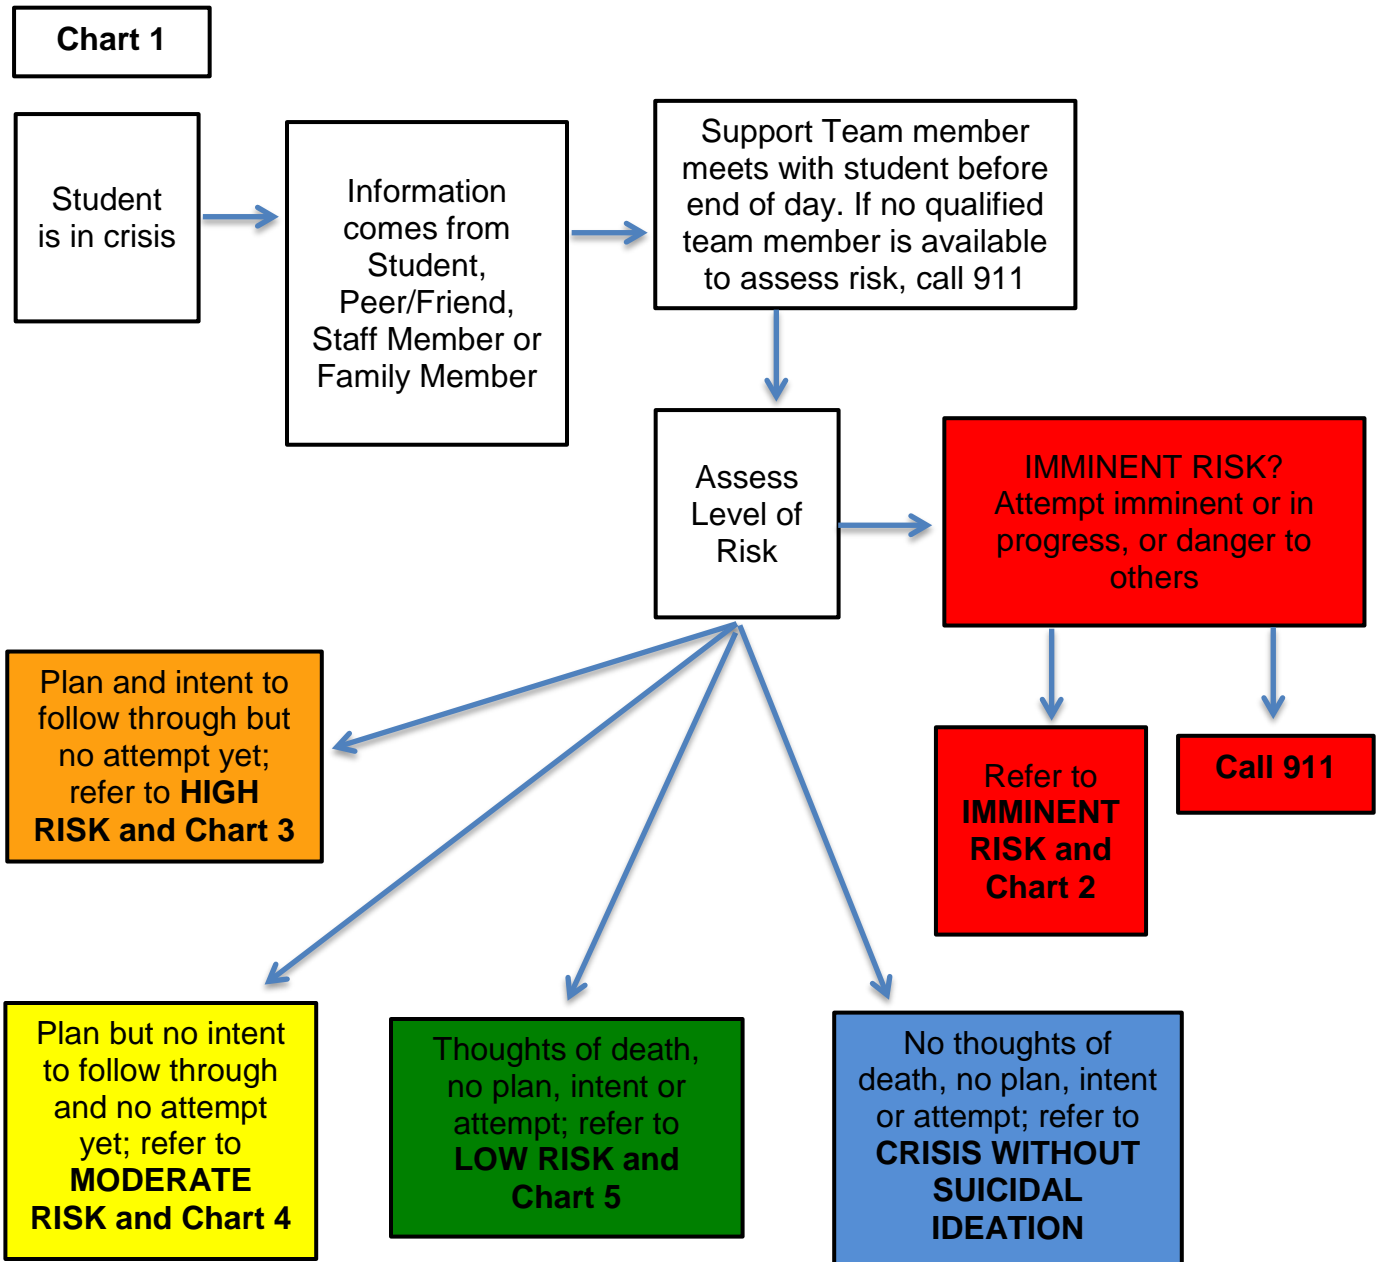 Chart 1
Student
is in crisis
Information
comes from
Student,
Peer/Friend,
Staff Member or
Family Member
Support Team member
meets with student before
end of day. If no qualified
team member is available
to assess risk, call 911
Assess
Level of
Risk
IMMINENT RISK?
Attempt imminent or in
progress, or danger to
others
Plan and intent to
follow through but
no attempt yet;
refer to HIGH
RISK and Chart 3
Refer to
IMMINENT
RISK and
Chart 2
Call 911
Plan but no intent
to follow through
and no attempt
yet; refer to
MODERATE
RISK and Chart 4
Thoughts of death,
no plan, intent or
attempt; refer to
LOW RISK and
Chart 5
No thoughts of
death, no plan, intent
or attempt; refer to
CRISIS WITHOUT
SUICIDAL
IDEATION